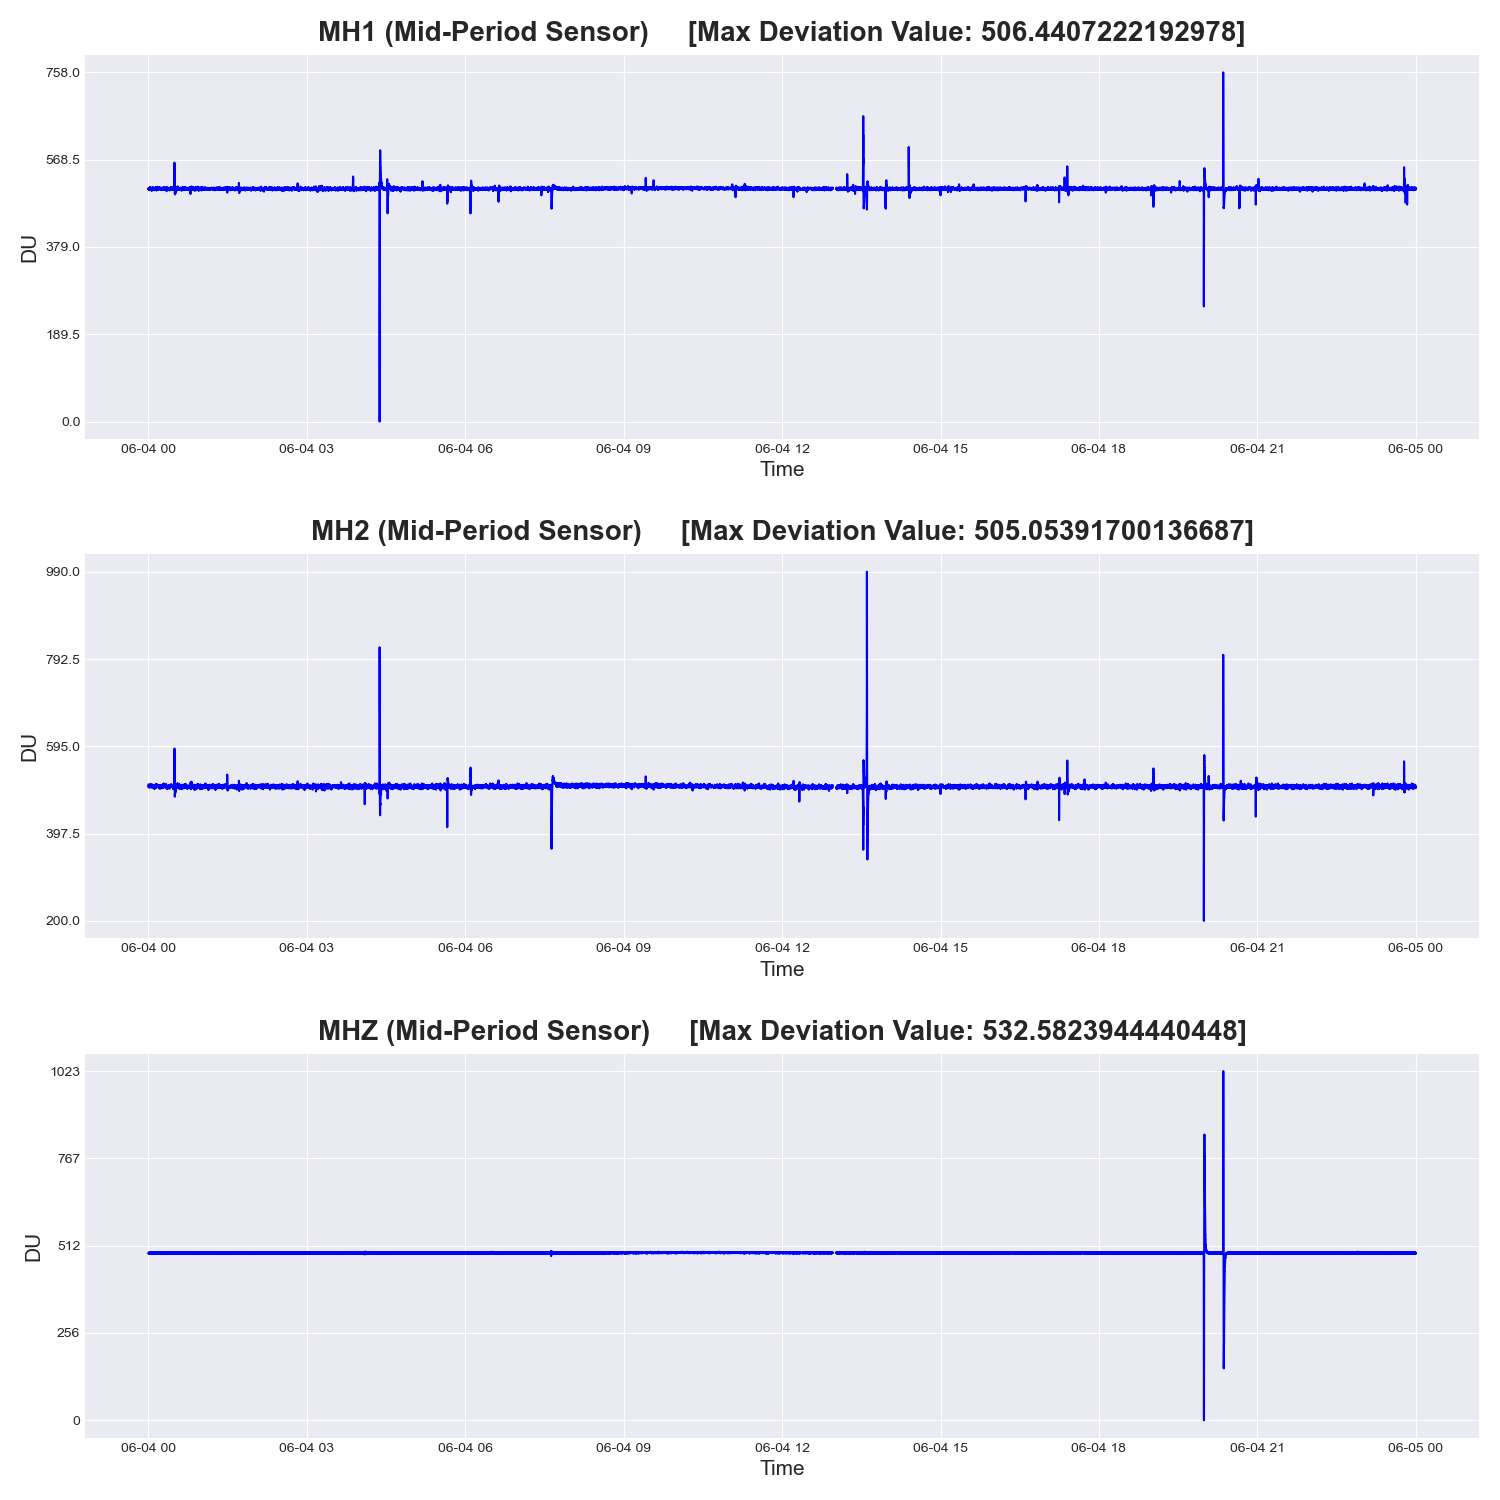 MH1 (Mid-Period Sensor) [Max Deviation Value: 506.4407222192978]
758.0
568.5
379.0
189.5
0.0
DU
06-04 00 06-04 03 06-04 06 06-04 09 06-04 12 06-04 15 06-04 18 06-04 21 06-05 00
Time
MH2 (Mid-Period Sensor) [Max Deviation Value: 505.05391700136687]
990.0
792.5
595.0
397.5
200.0
DU
06-04 00 06-04 03 06-04 06 06-04 09 06-04 12 06-04 15 06-04 18 06-04 21 06-05 00
Time
MHZ (Mid-Period Sensor) [Max Deviation Value: 532.5823944440448]
1023
767
512
256
0
DU
06-04 00 06-04 03 06-04 06 06-04 09 06-04 12 06-04 15 06-04 18 06-04 21 06-05 00
Time